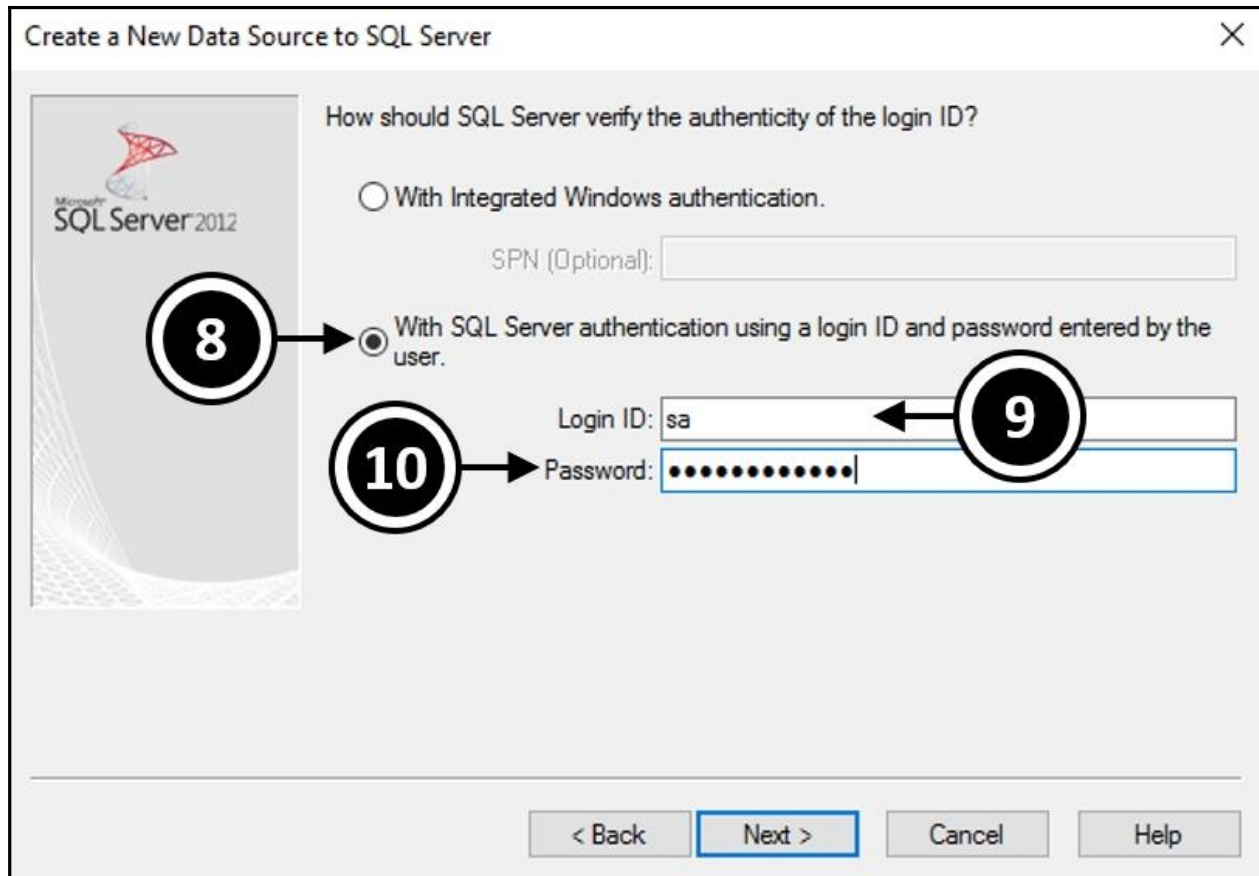 Create a New Data Source to SQL Server
How should SQL Server verify the authenticity of the login ID?
Microsoft®
SQL Server 2012
With Integrated Windows authentication.
SPN (Optional):
8
With SQL Server authentication using a login ID and password entered by the
user.
Login ID: sa
9
10
Password: ●●●●●●●●●●●●
< Back Next > Cancel Help